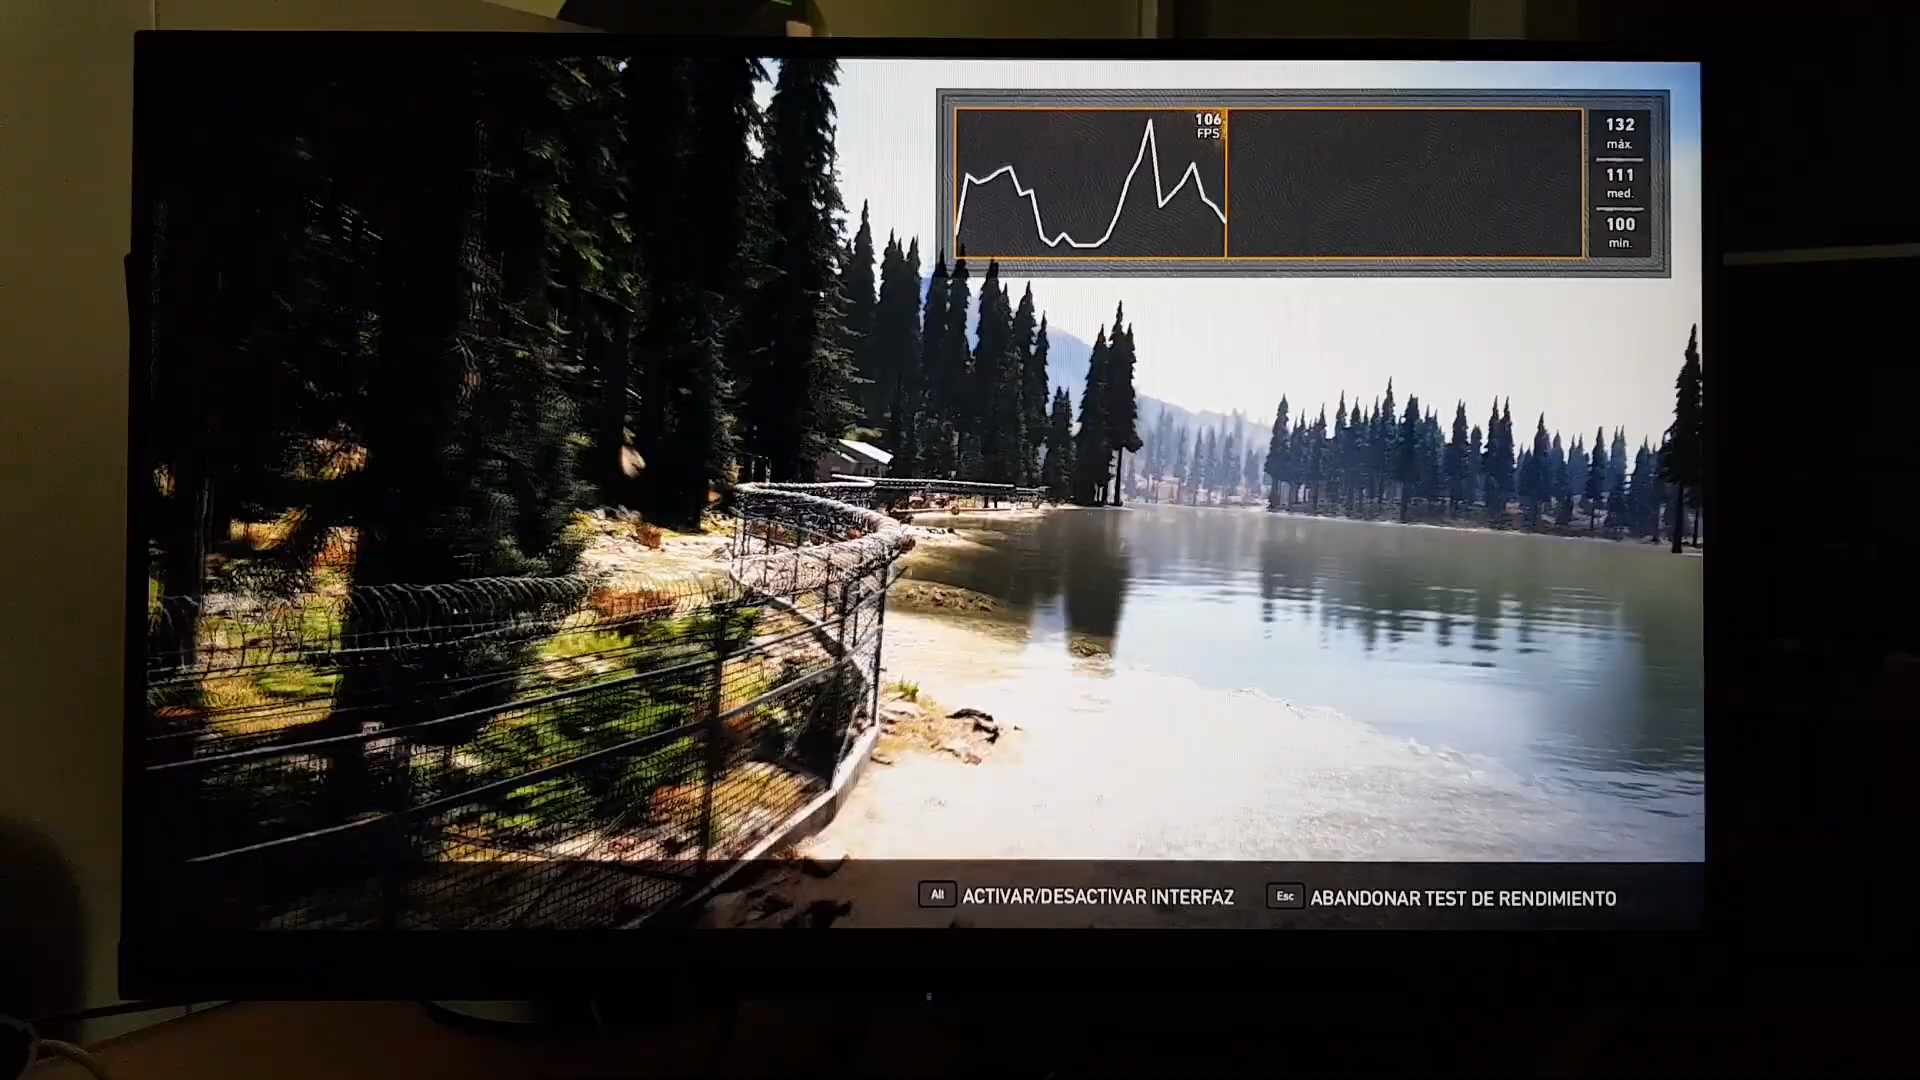 106
FPS
132
máx.
111
med.
100
mín.
Alt ACTIVAR/DESACTIVAR INTERFAZ Esc ABANDONAR TEST DE RENDIMIENTO